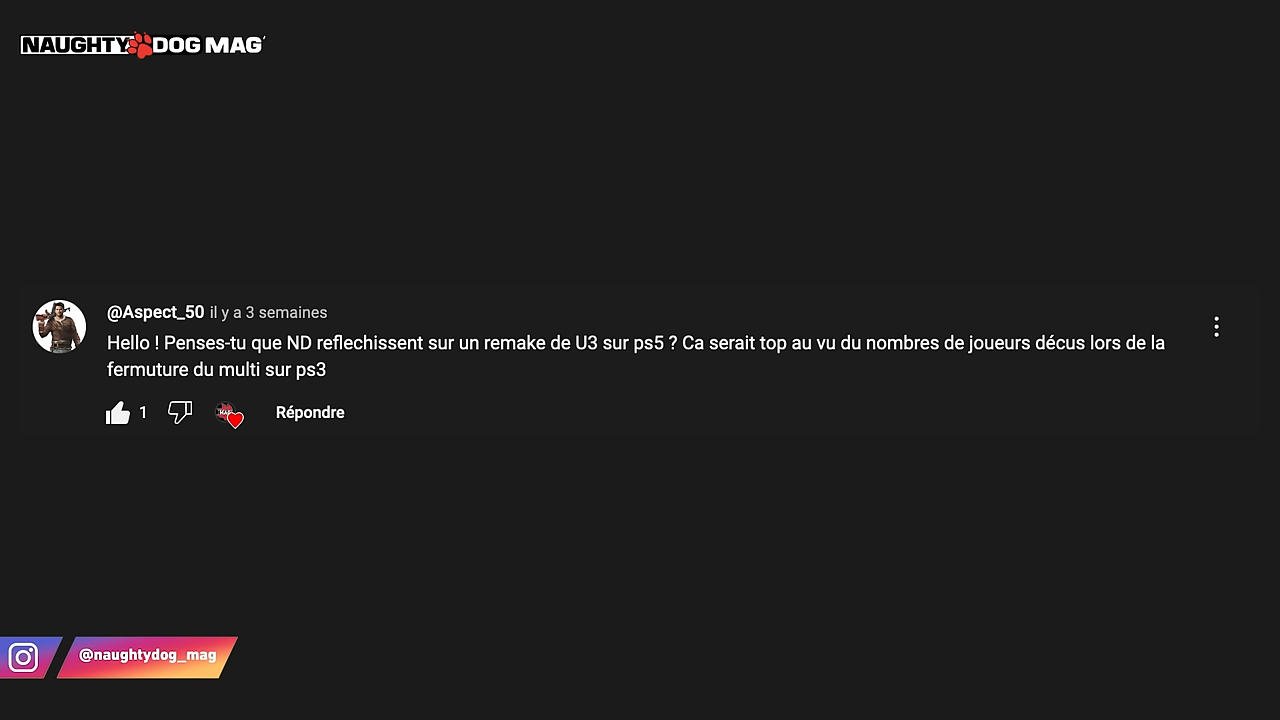 NAUGHTY DOG MAG'
@Aspect_50 il y a 3 semaines
Hello ! Penses-tu que ND reflechissent sur un remake de U3 sur ps5 ? Ca serait top au vu du nombres de joueurs décus lors de la
fermuture du multi sur ps3
1 Répondre
@naughtydog_mag